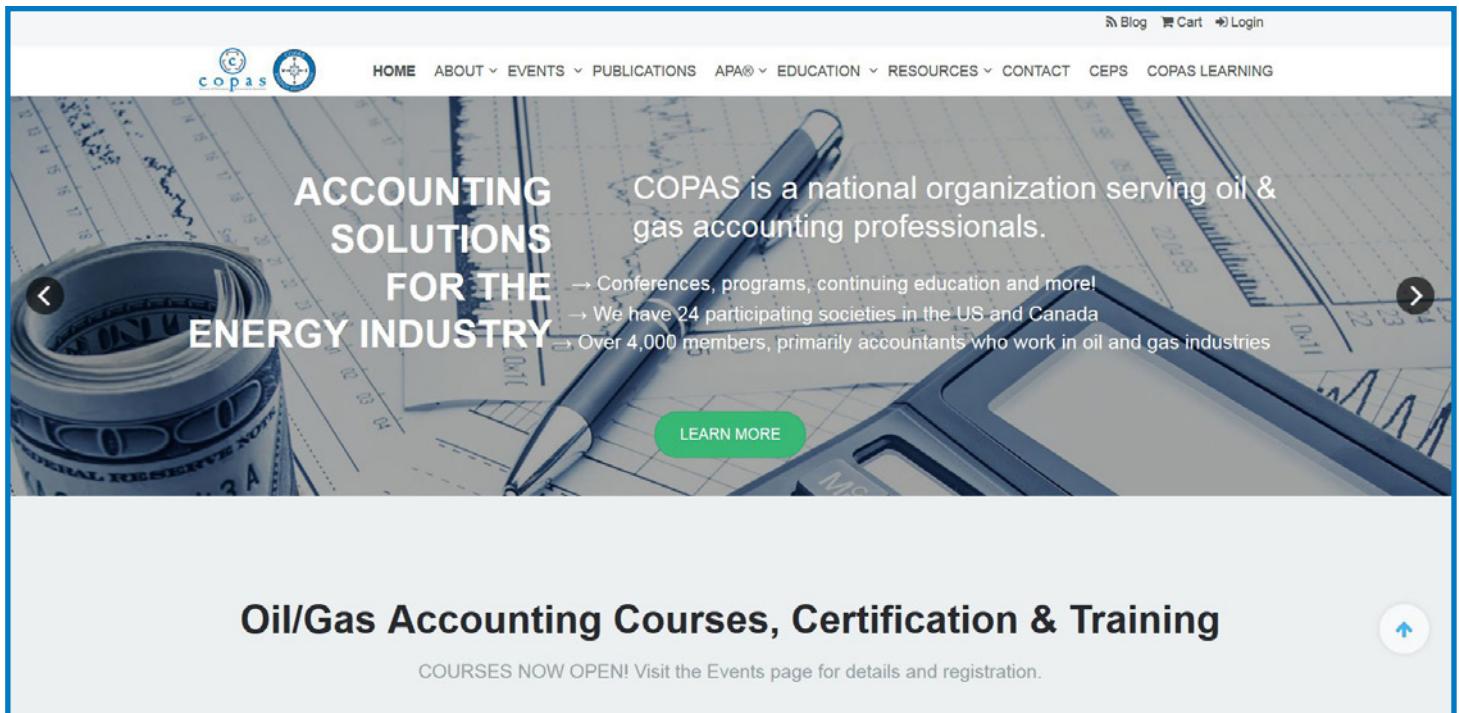 Blog Cart Login
copas
HOME ABOUT EVENTS PUBLICATIONS APA® EDUCATION RESOURCES CONTACT CEPS COPAS LEARNING
ACCOUNTING
SOLUTIONS
FOR THE
ENERGY INDUSTRY
COPAS is a national organization serving oil &
gas accounting professionals.
→ Conferences, programs, continuing education and more!
→ We have 24 participating societies in the US and Canada
→ Over 4,000 members, primarily accountants who work in oil and gas industries
LEARN MORE
FEDERAL RESERVE NOTE
Oil/Gas Accounting Courses, Certification & Training
COURSES NOW OPEN! Visit the Events page for details and registration.